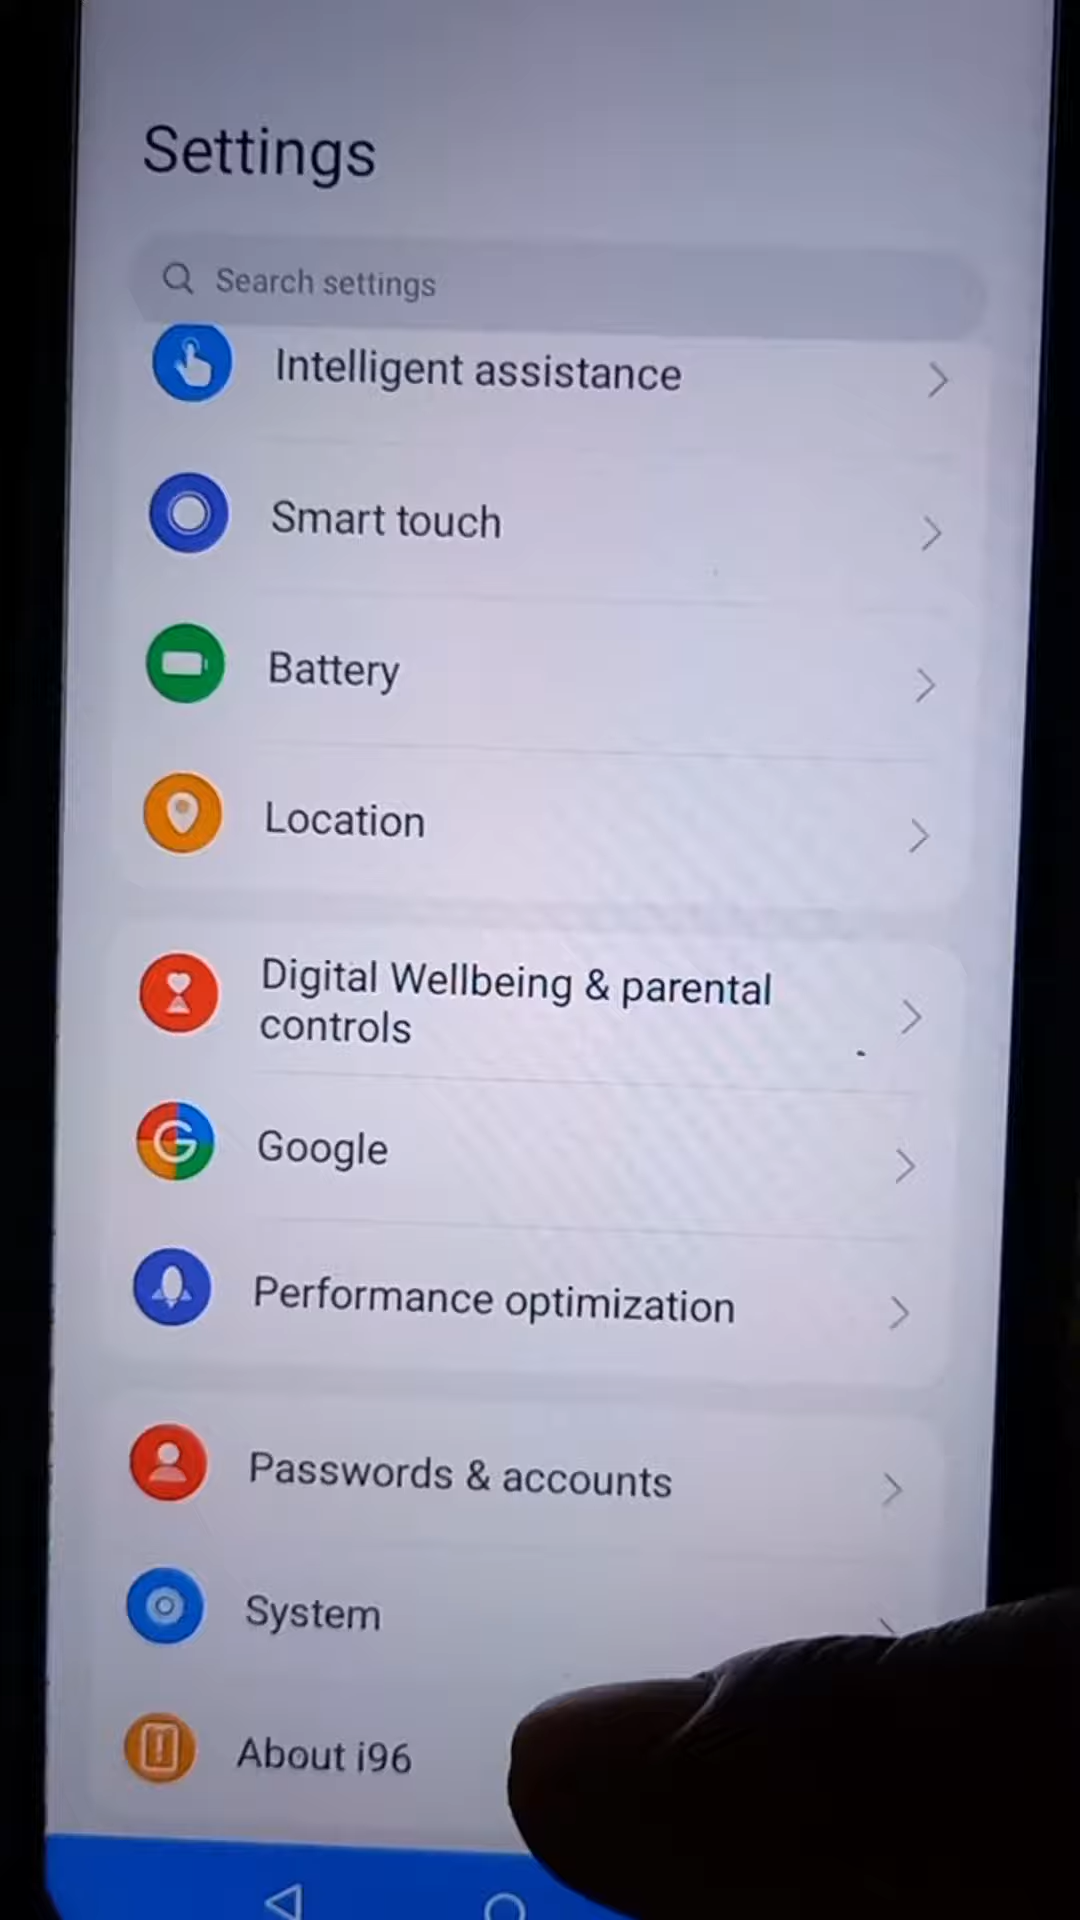 Settings
Search settings
Intelligent assistance
Smart touch
Battery
Location
Digital Wellbeing & parental
controls
Google
Performance optimization
Passwords & accounts
System
About i96